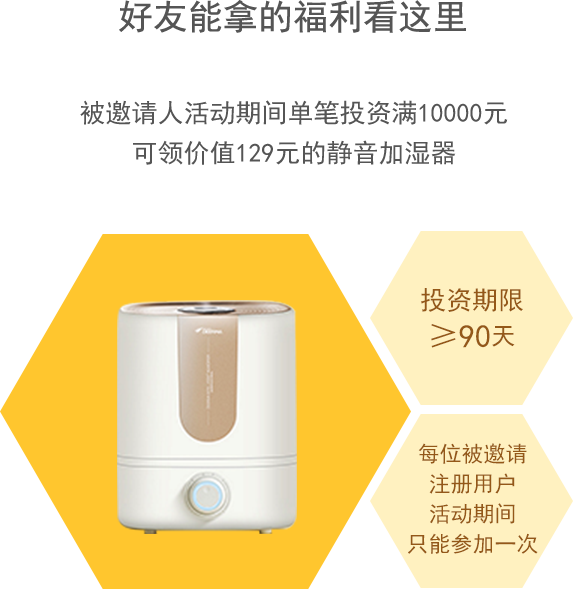 好友能拿的福利看这里
被邀请人活动期间单笔投资满10000元
可领价值129元的静音加湿器
投资期限
≥90天
每位被邀请
注册用户
活动期间
只能参加一次